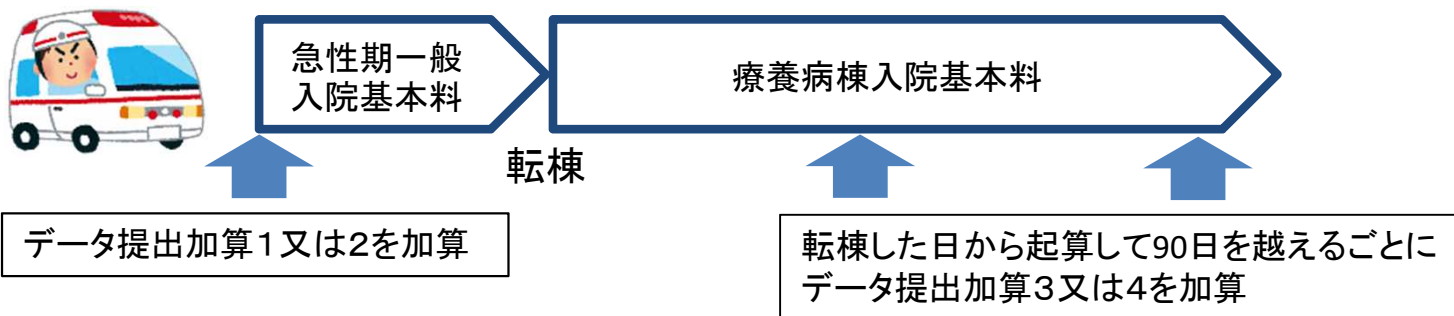 急性期一般
入院基本料
療養病棟入院基本料
転棟
データ提出加算１又は２を加算
転棟した日から起算して90日を越えるごとに
データ提出加算３又は４を加算